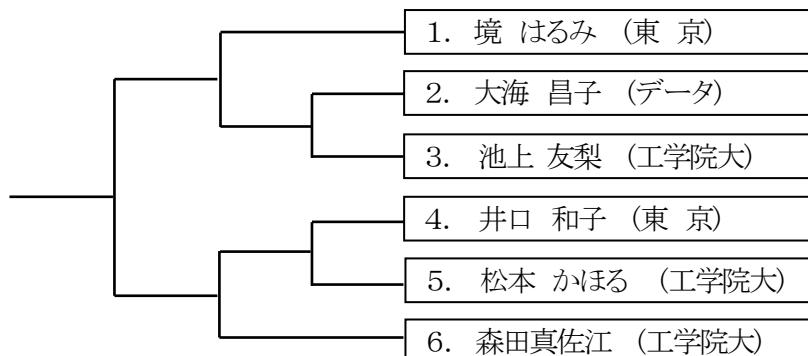 1. 境 はるみ (東 京)
2. 大海 昌子 (データ)
3. 池上 友梨 (工学院大)
4. 井口 和子 (東 京)
5. 松本 かほる (工学院大)
6. 森田真佐江 (工学院大)